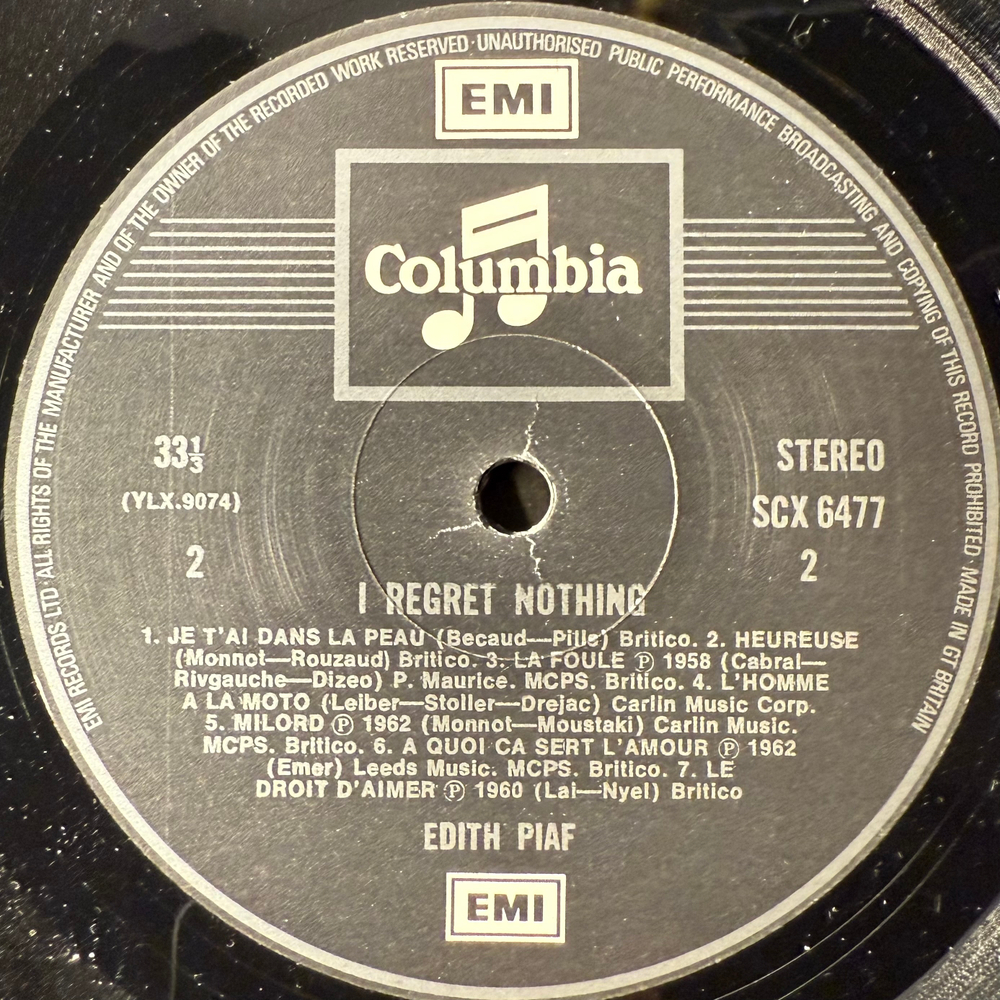 EMI RECORDS LTD · ALL RIGHTS OF THE MANUFACTURER AND OF THE OWNER OF THE RECORDED WORK RESERVED · UNAUTHORISED PUBLIC PERFORMANCE BROADCASTING AND COPYING OF THIS RECORD PROHIBITED · MADE IN GT BRITAIN
EMI
Columbia
33⅓
(YLX.9074)
2
STEREO
SCX 6477
2
I REGRET NOTHING
1. JE T'AI DANS LA PEAU (Becaud—Pille) Britico. 2. HEUREUSE
(Monnot—Rouzaud) Britico. 3. LA FOULE Ⓟ 1958 (Cabral—
Rivgauche—Dizeo) P. Maurice. MCPS. Britico. 4. L'HOMME
A LA MOTO (Leiber—Stoller—Drejac) Carlin Music Corp.
5. MILORD Ⓟ 1962 (Monnot—Moustaki) Carlin Music.
MCPS. Britico. 6. A QUOI CA SERT L'AMOUR Ⓟ 1962
(Emer) Leeds Music. MCPS. Britico. 7. LE
DROIT D'AIMER Ⓟ 1960 (Lai—Nyel) Britico
EDITH PIAF
EMI